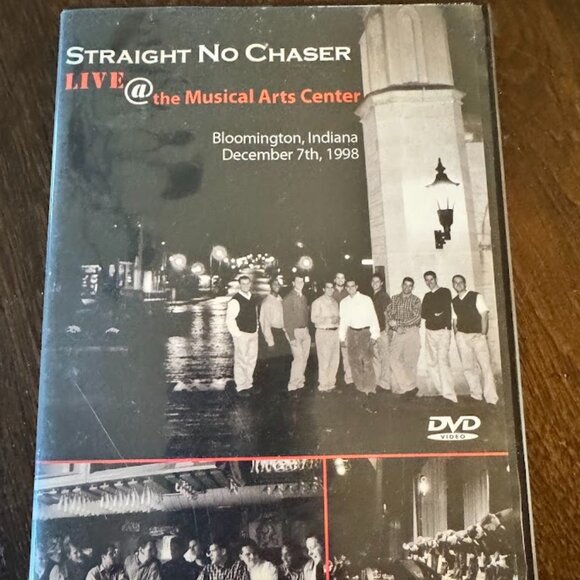 STRAIGHT NO CHASER
LIVE @ the Musical Arts Center
Bloomington, Indiana
December 7th, 1998
DVD
VIDEO